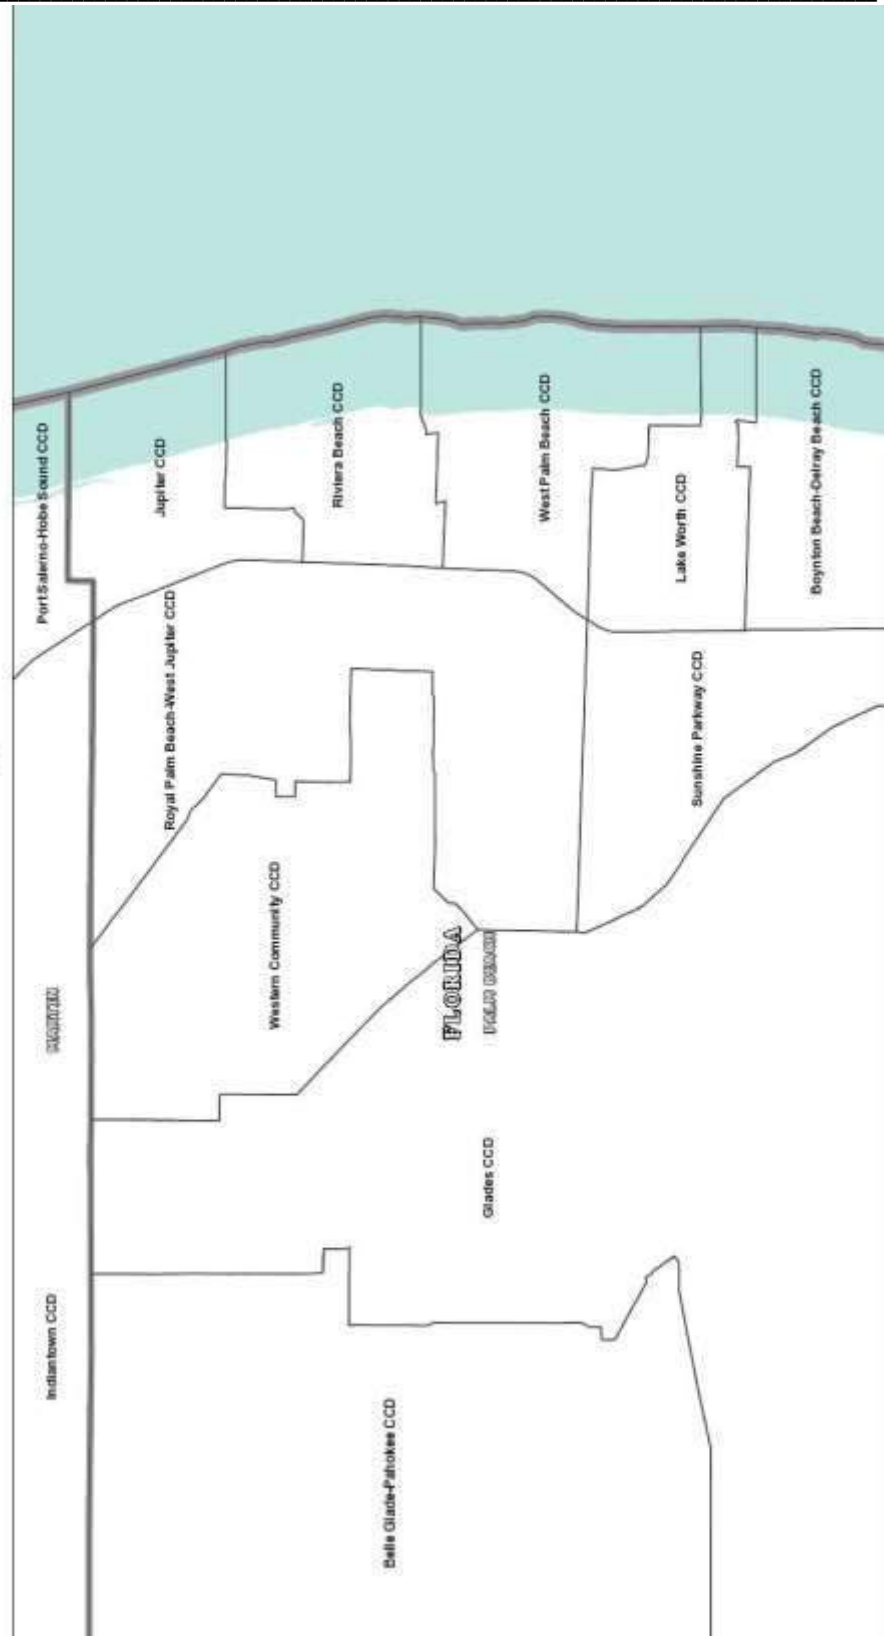 Port Salerno-Hobe Sound CCD
Jupiter CCD
Riviera Beach CCD
West Palm Beach CCD
Lake Worth CCD
Boynton Beach-Delray Beach CCD
Royal Palm Beach-West Jupiter CCD
Sunshine Parkway CCD
Western Community CCD
FLORIDA
PALM BEACH
MARTIN
Glades CCD
Indiantown CCD
Belle Glade-Pahokee CCD